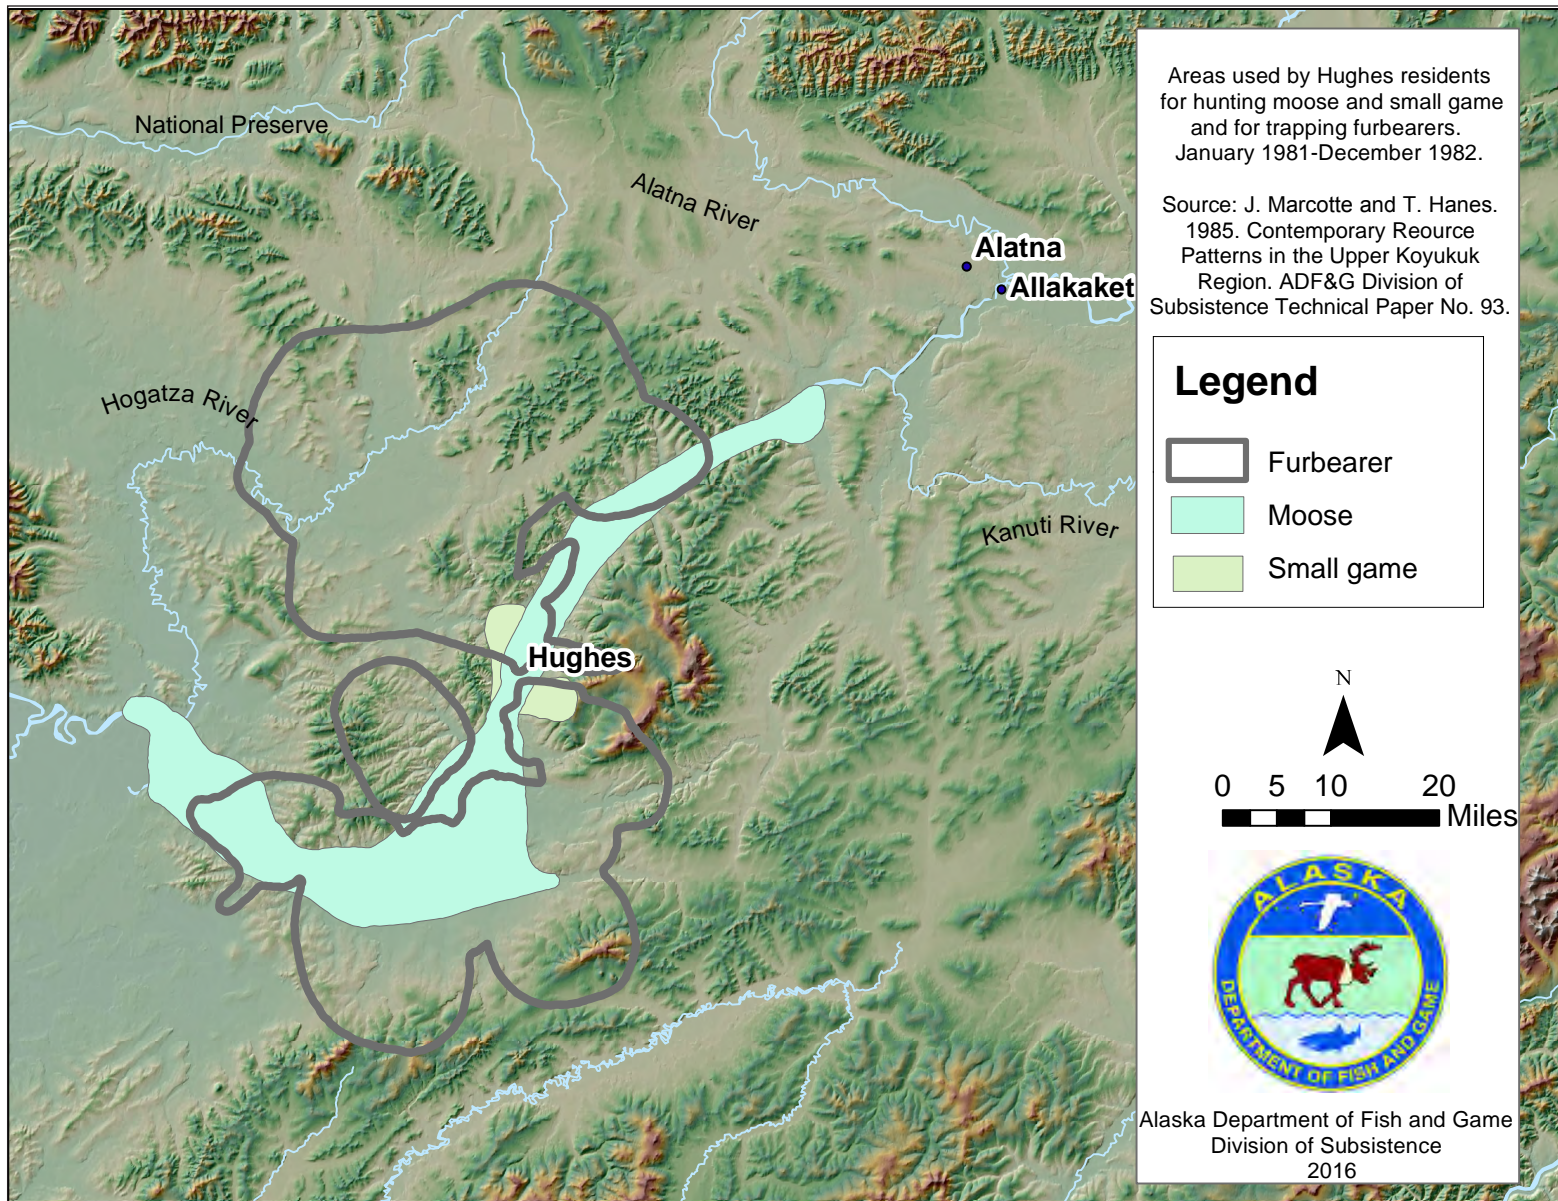 National Preserve
Alatna River
Alatna
Allakaket
Hogatza River
Kanuti River
Hughes
Areas used by Hughes residents
for hunting moose and small game
and for trapping furbearers.
January 1981-December 1982.
Source: J. Marcotte and T. Hanes.
1985. Contemporary Reource
Patterns in the Upper Koyukuk
Region. ADF&G Division of
Subsistence Technical Paper No. 93.
Legend
Furbearer
Moose
Small game
N
0 5 10 20
Miles
ALASKA
DEPARTMENT OF FISH AND GAME
Alaska Department of Fish and Game
Division of Subsistence
2016